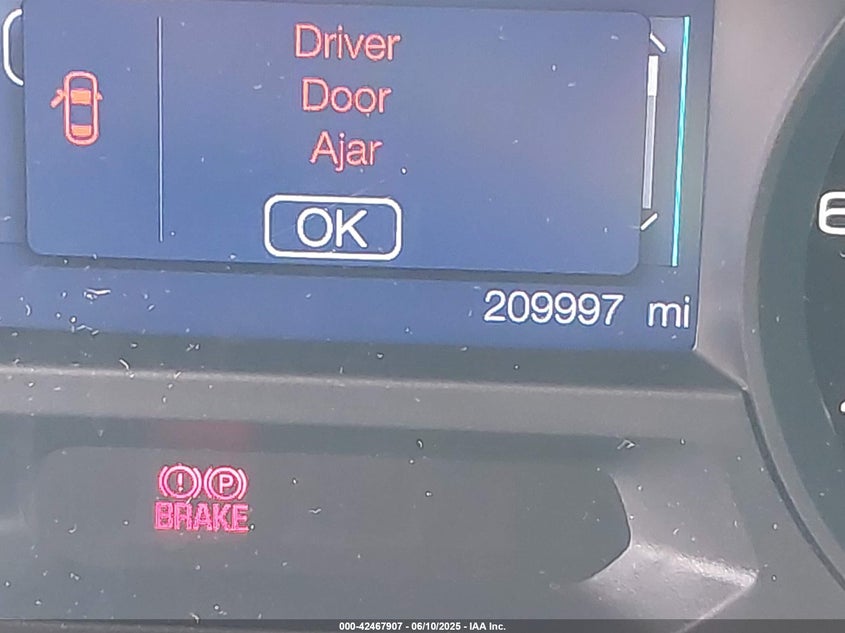 Driver
Door
Ajar
OK
209997 mi
(!) (P)
BRAKE
000-42467907 - 06/10/2025 - IAA Inc.